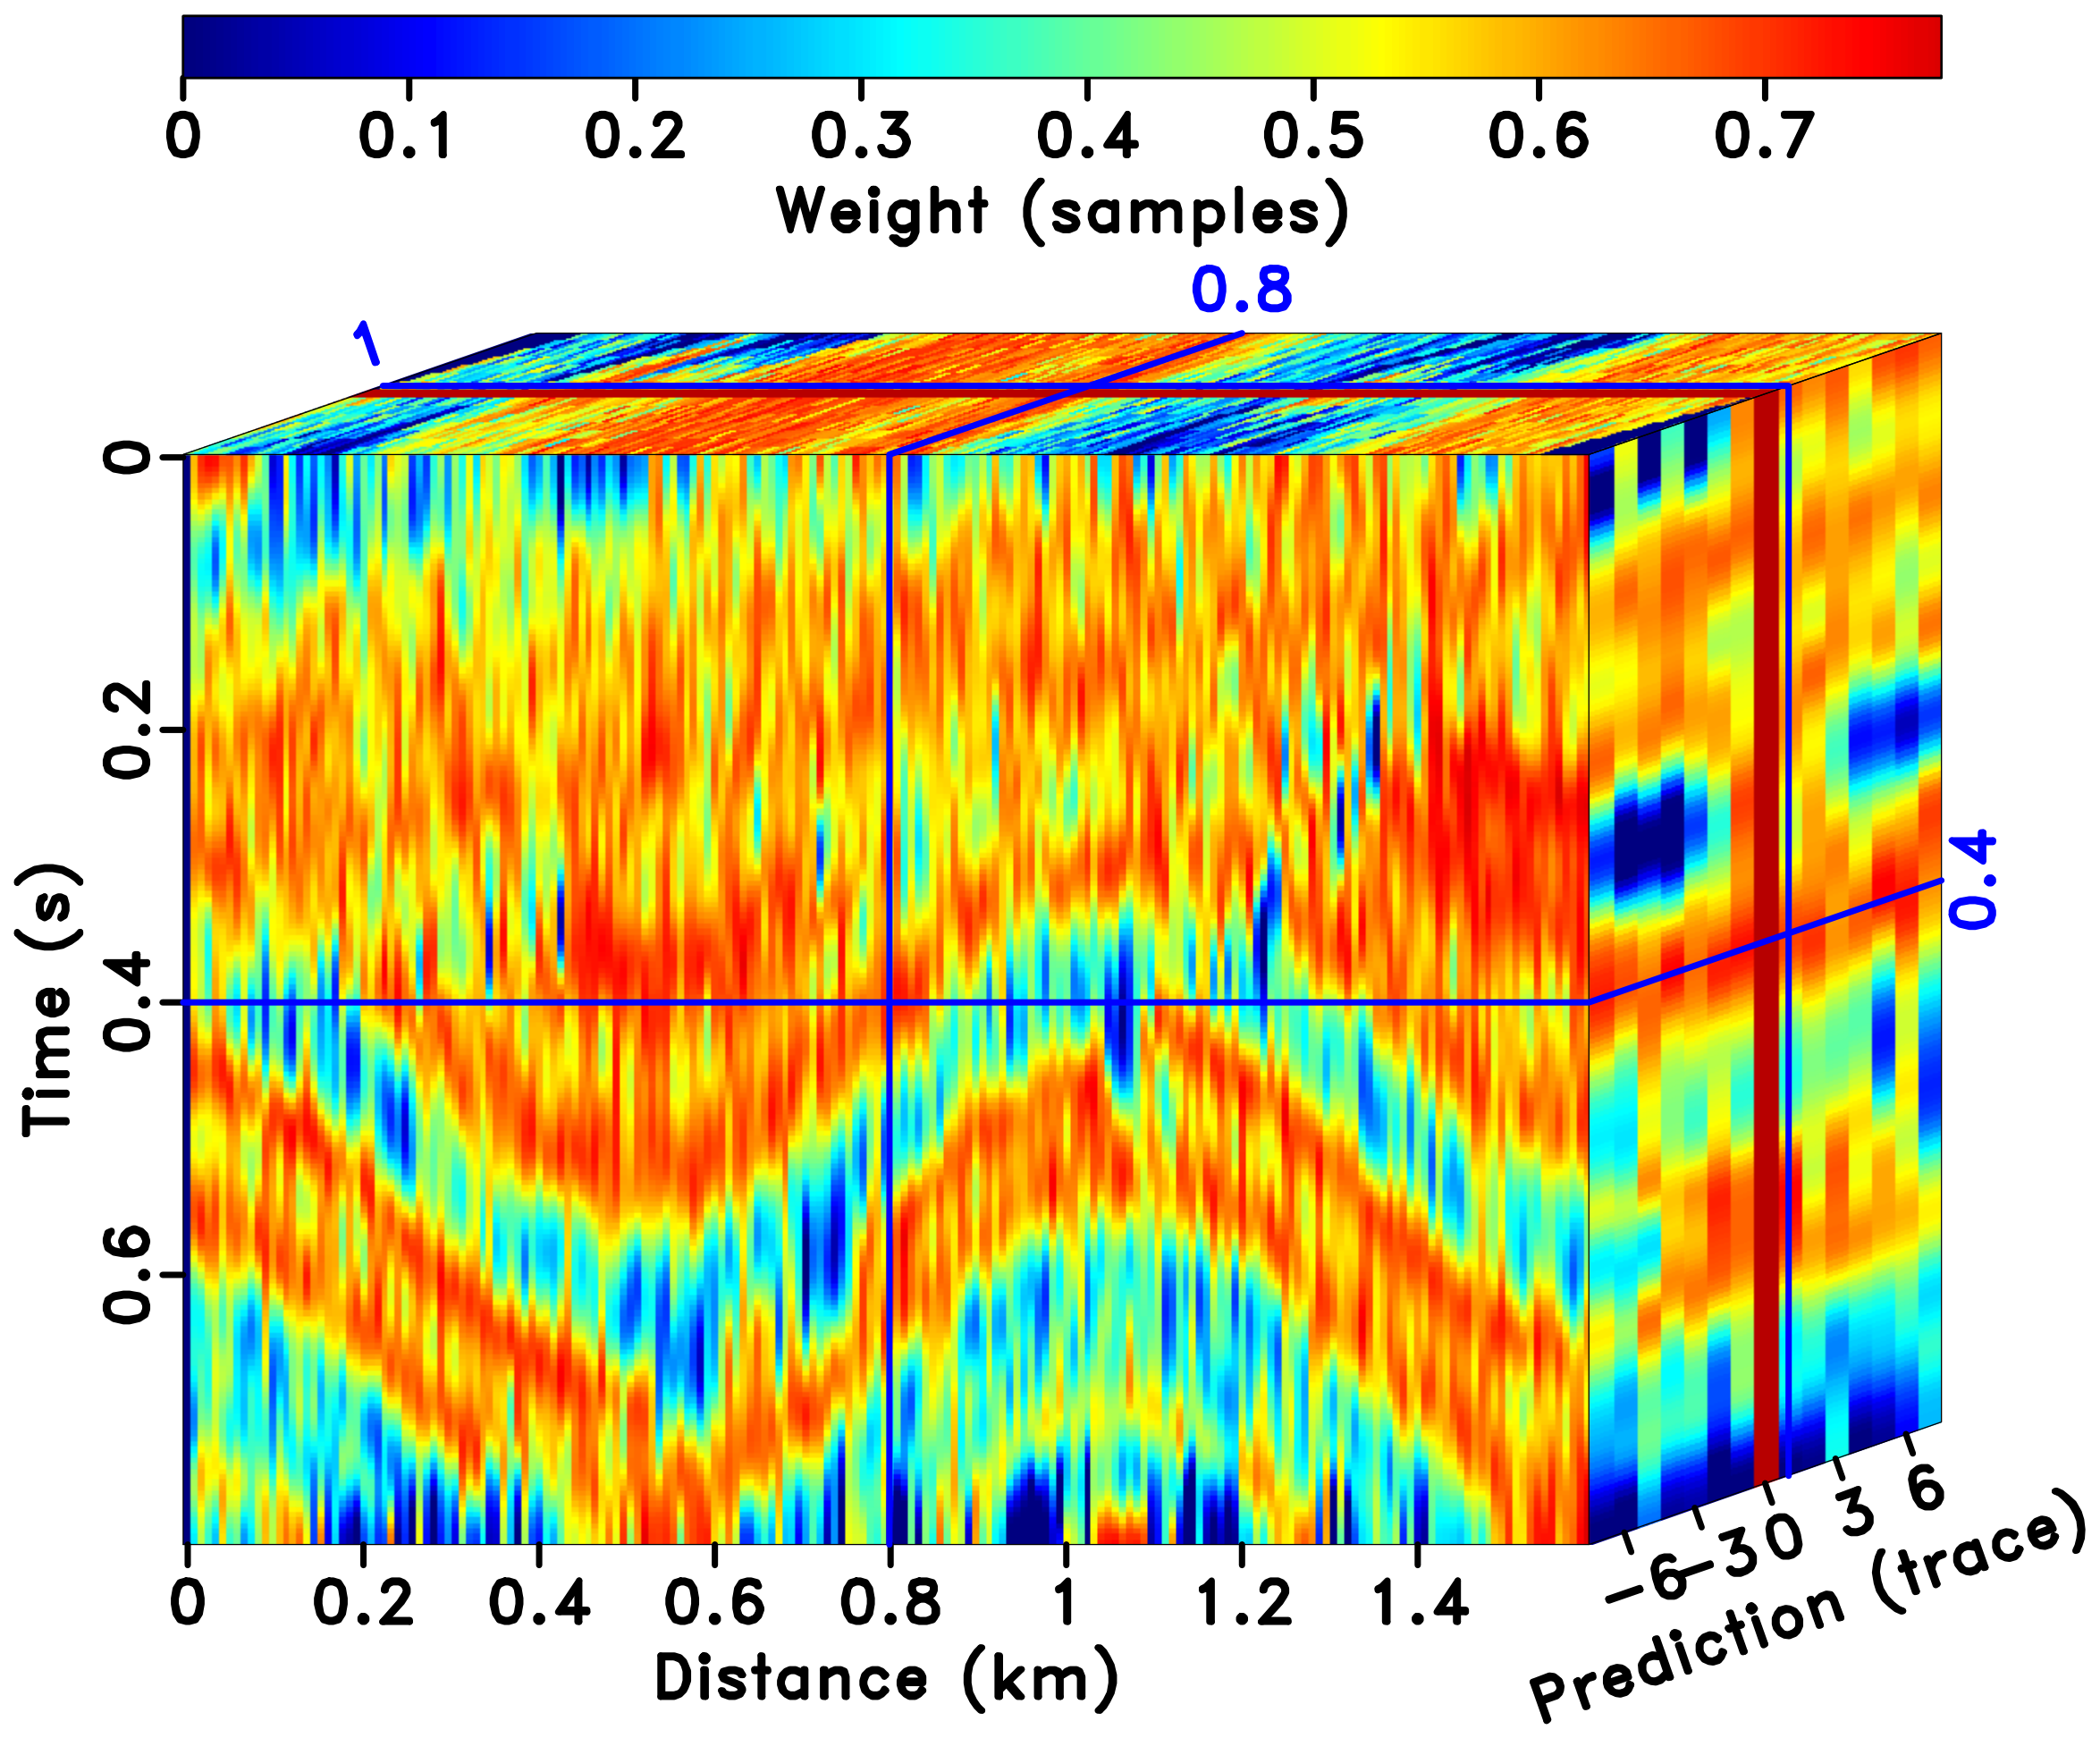 0 0.1 0.2 0.3 0.4 0.5 0.6 0.7
Weight (samples)
0.8
1
0
0.2
0.4
0.6
Time (s)
0.4
0 0.2 0.4 0.6 0.8 1 1.2 1.4
Distance (km)
-6 -3 0 3 6
Prediction (trace)